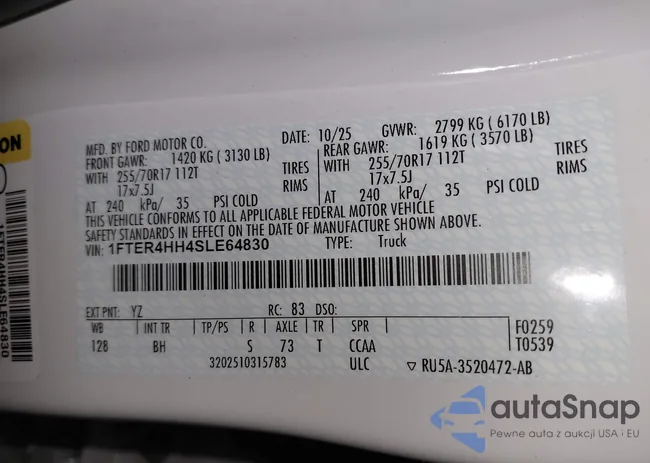 ON
MFD. BY FORD MOTOR CO.
DATE: 10/25
GVWR: 2799 KG ( 6170 LB)
FRONT GAWR: 1420 KG ( 3130 LB)
REAR GAWR: 1619 KG ( 3570 LB)
WITH 255/70R17 112T TIRES
WITH 255/70R17 112T TIRES
17x7.5J RIMS
17x7.5J RIMS
AT 240 kPa/ 35 PSI COLD
AT 240 kPa/ 35 PSI COLD
THIS VEHICLE CONFORMS TO ALL APPLICABLE FEDERAL MOTOR VEHICLE
SAFETY STANDARDS IN EFFECT ON THE DATE OF MANUFACTURE SHOWN ABOVE.
VIN: 1FTER4HH4SLE64830
TYPE: Truck
EXT PNT: YZ
RC: 83 DSO:
WB INT TR TP/PS R AXLE TR SPR
128 BH S 73 T CCAA
F0259
T0539
3202510315783
ULC
▽ RU5A-3520472-AB
1FTER4HH4SLE64830
autaSnap
Pewne auta z aukcji USA i EU